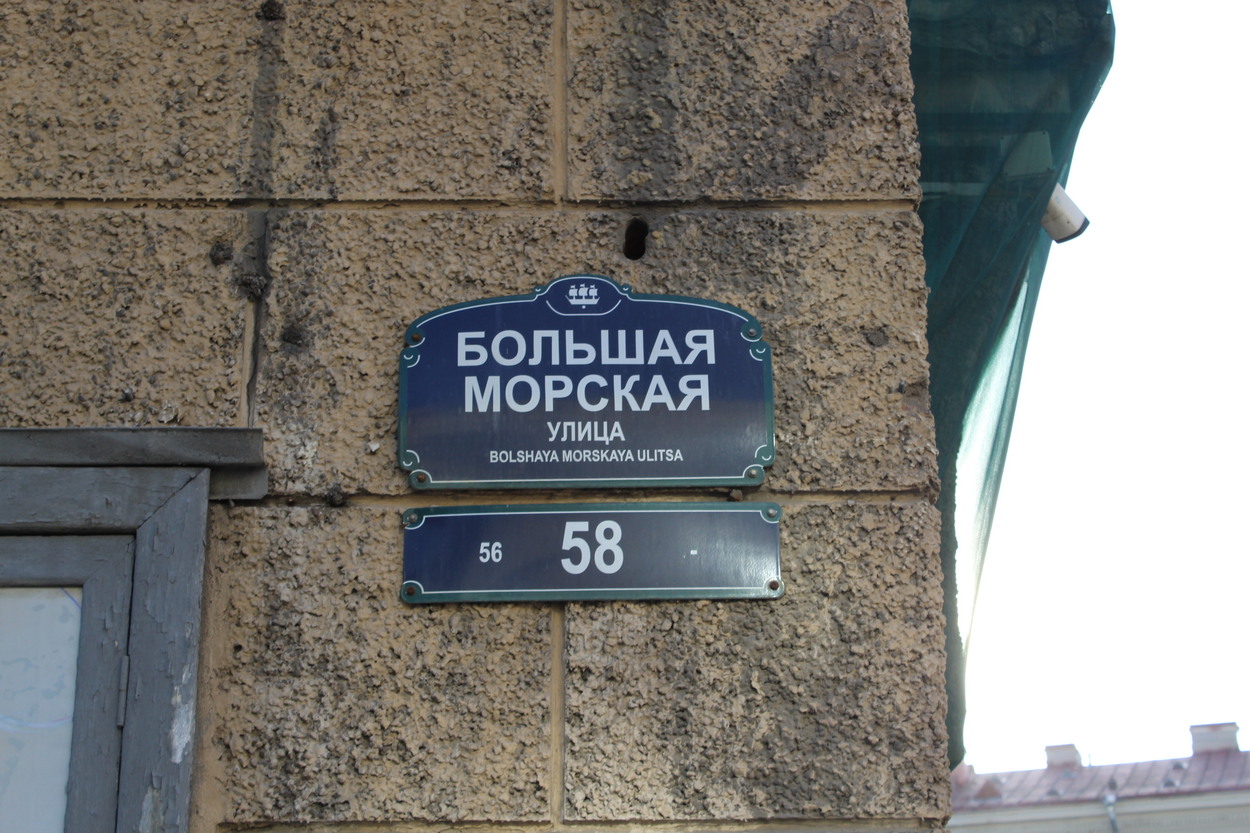 БОЛЬШАЯ
МОРСКАЯ
УЛИЦА
BOLSHAYA MORSKAYA ULITSA
56 58 -